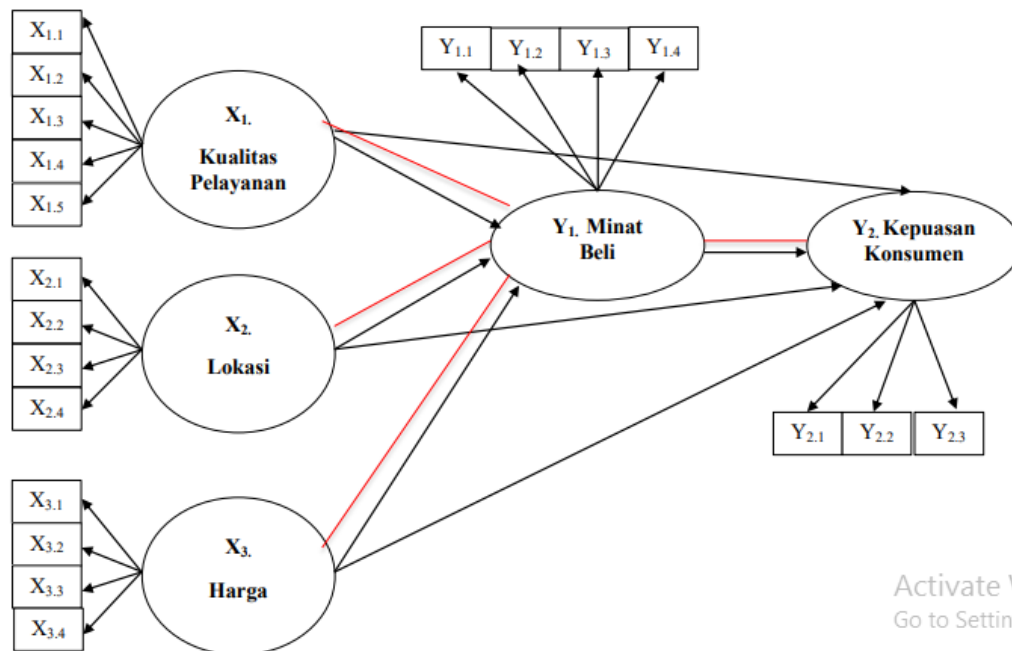 X1.1
X1.2
X1.3
X1.4
X1.5
X1.
Kualitas
Pelayanan
Y1.1
Y1.2
Y1.3
Y1.4
Y1. Minat
Beli
Y2. Kepuasan
Konsumen
X2.1
X2.2
X2.3
X2.4
X2.
Lokasi
Y2.1
Y2.2
Y2.3
X3.1
X3.2
X3.3
X3.4
X3.
Harga
Activate
Go to Settin